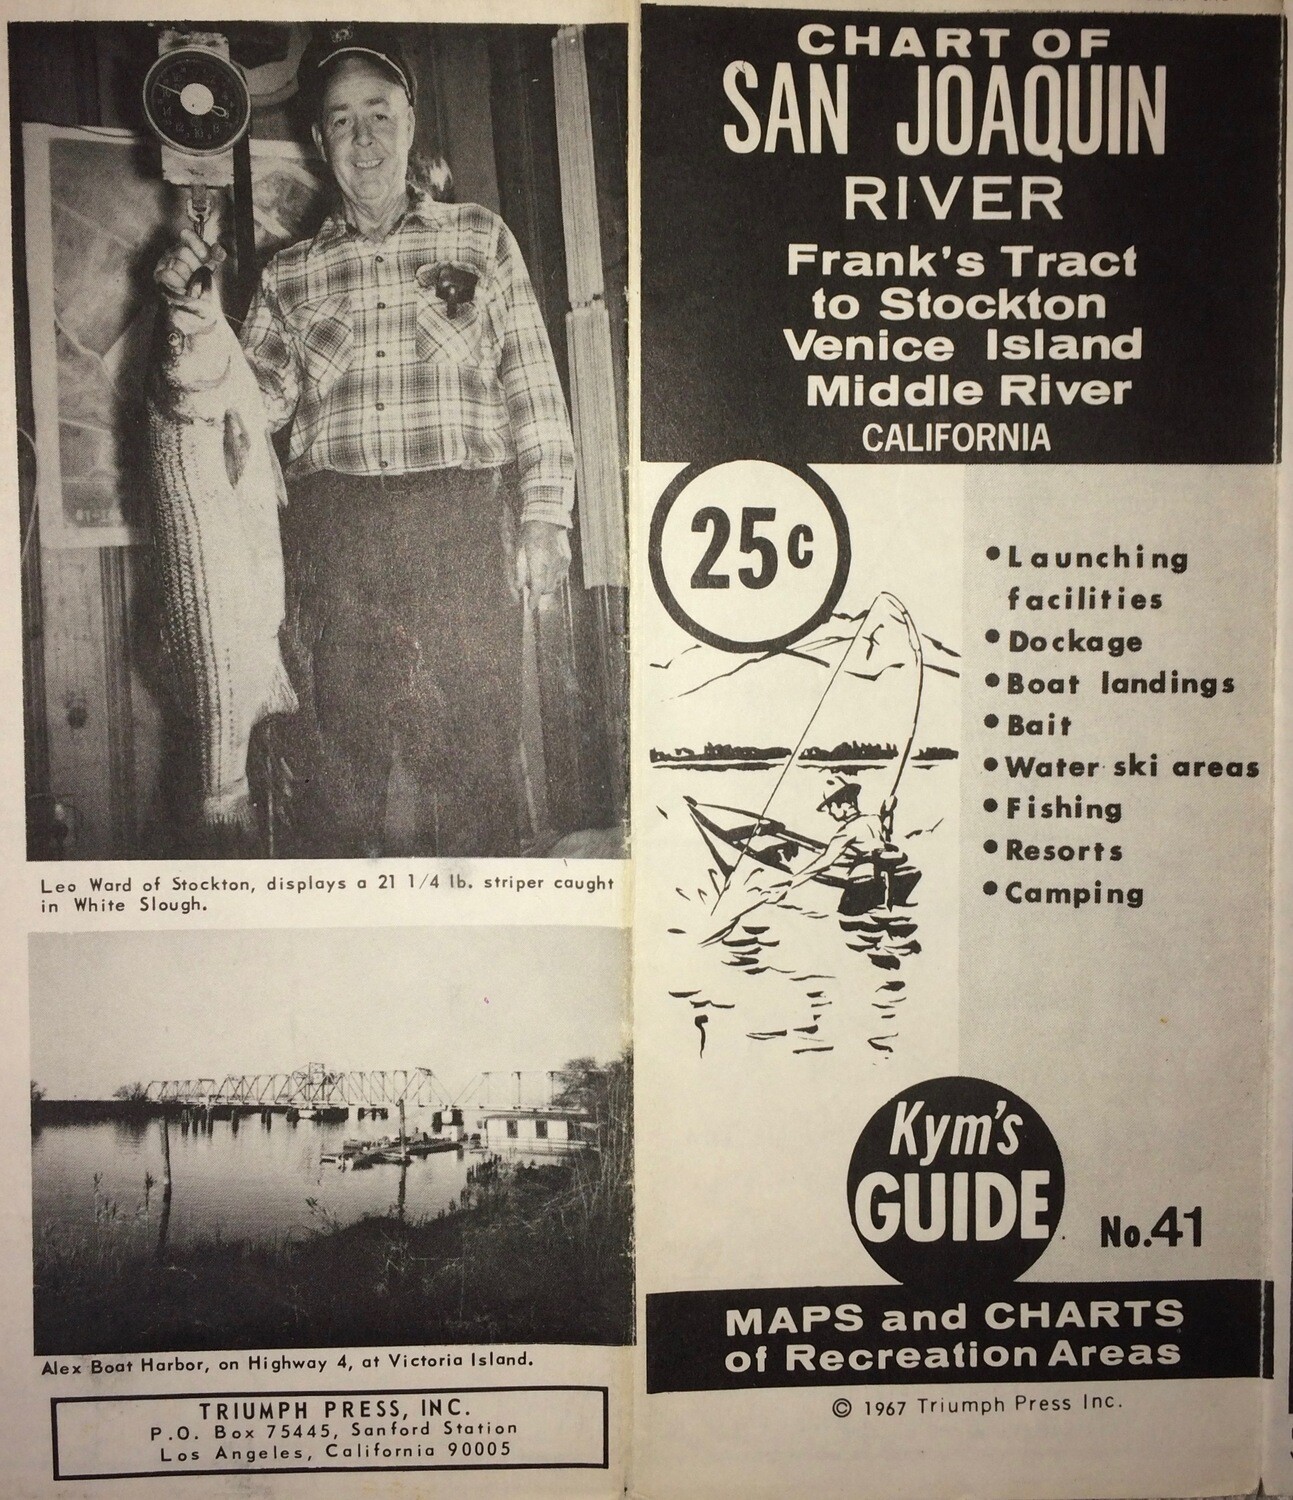 Leo Ward of Stockton, displays a 21 1/4 lb. striper caught
in White Slough.
Alex Boat Harbor, on Highway 4, at Victoria Island.
TRIUMPH PRESS, INC.
P.O. Box 75445, Sanford Station
Los Angeles, California 90005
CHART OF
SAN JOAQUIN
RIVER
Frank's Tract
to Stockton
Venice Island
Middle River
CALIFORNIA
25c
•Launching
facilities
•Dockage
•Boat landings
•Bait
•Water ski areas
•Fishing
•Resorts
•Camping
Kym's
GUIDE
No.41
MAPS and CHARTS
of Recreation Areas
© 1967 Triumph Press Inc.